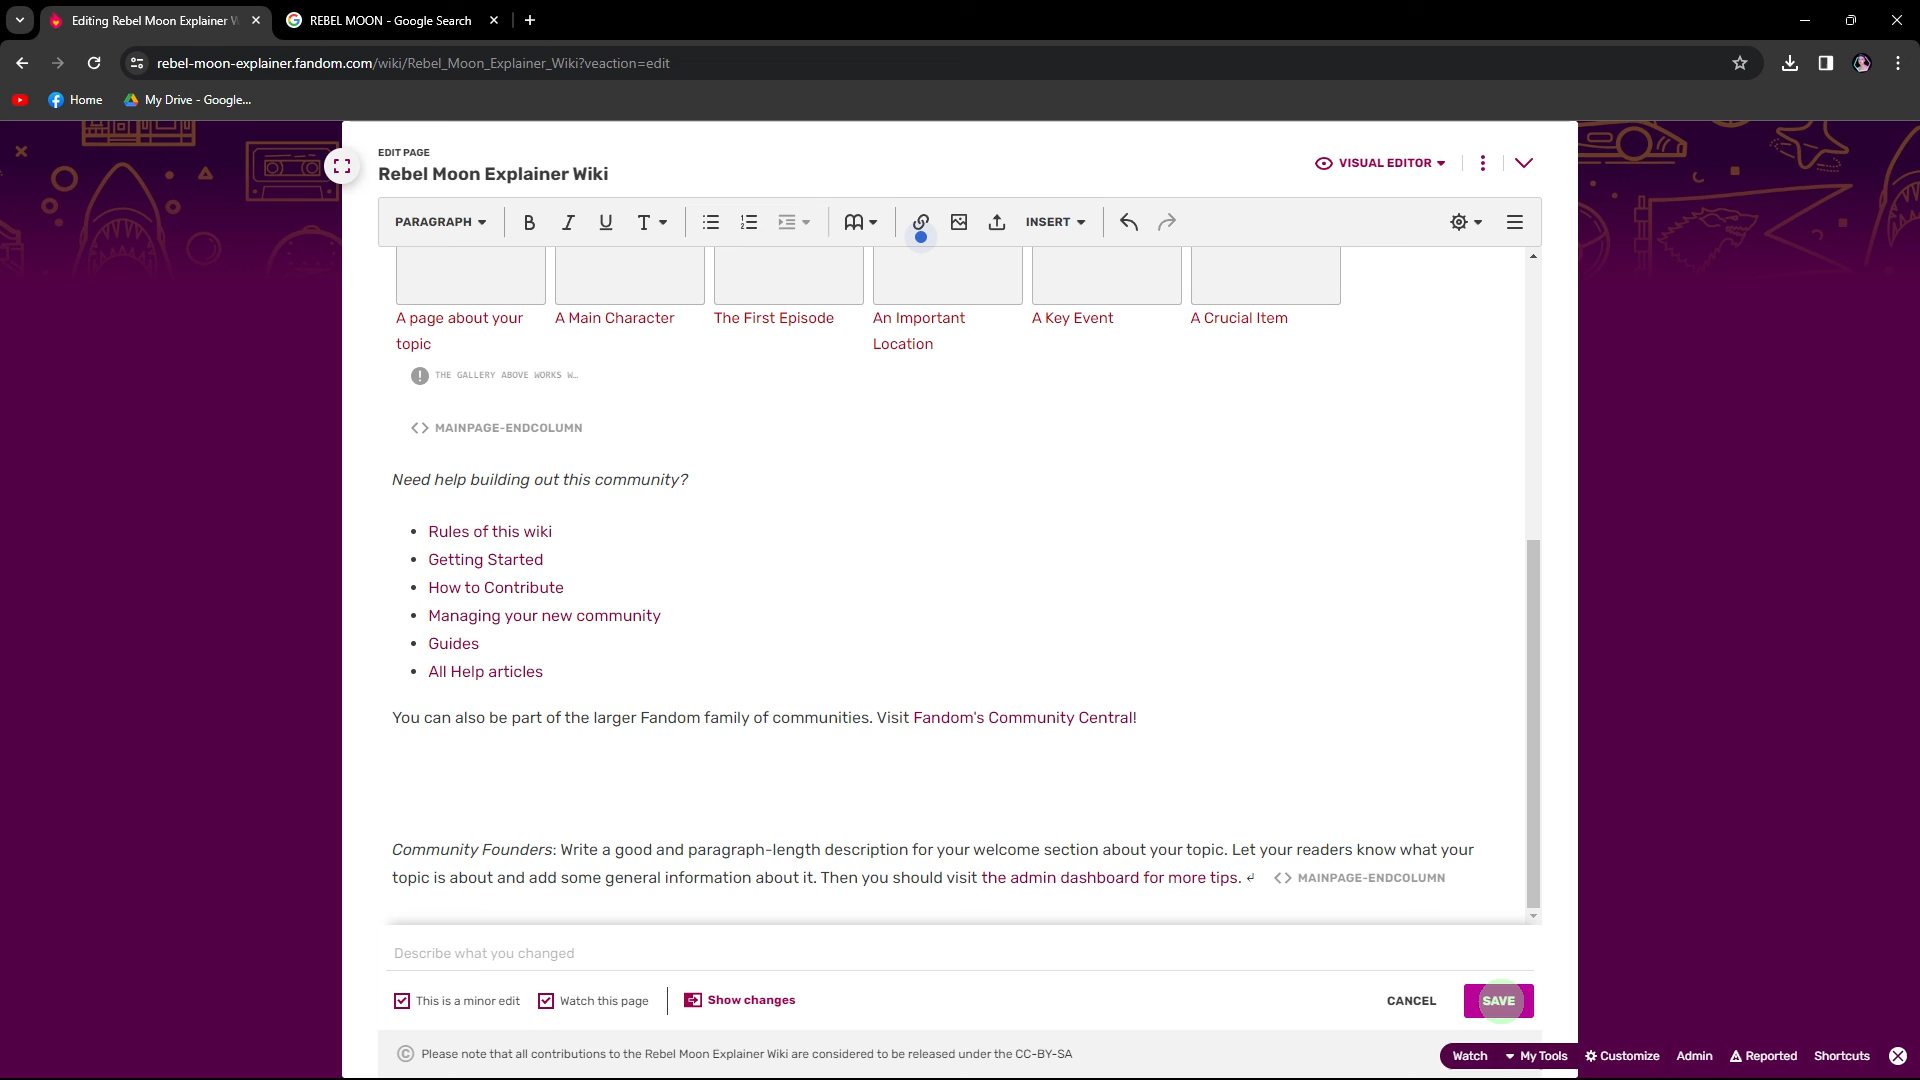 Editing Rebel Moon Explainer W
REBEL MOON - Google Search
rebel-moon-explainer.fandom.com/wiki/Rebel_Moon_Explainer_Wiki?veaction=edit
Home
My Drive - Google...
EDIT PAGE
Rebel Moon Explainer Wiki
VISUAL EDITOR
PARAGRAPH
INSERT
A page about your topic
A Main Character
The First Episode
An Important Location
A Key Event
A Crucial Item
THE GALLERY ABOVE WORKS W…
<> MAINPAGE-ENDCOLUMN
Need help building out this community?
• Rules of this wiki
• Getting Started
• How to Contribute
• Managing your new community
• Guides
• All Help articles
You can also be part of the larger Fandom family of communities. Visit Fandom's Community Central!
Community Founders: Write a good and paragraph-length description for your welcome section about your topic. Let your readers know what your
topic is about and add some general information about it. Then you should visit the admin dashboard for more tips. ↵ <> MAINPAGE-ENDCOLUMN
Describe what you changed
This is a minor edit
Watch this page
Show changes
CANCEL
SAVE
© Please note that all contributions to the Rebel Moon Explainer Wiki are considered to be released under the CC-BY-SA
Watch
My Tools
Customize
Admin
Reported
Shortcuts